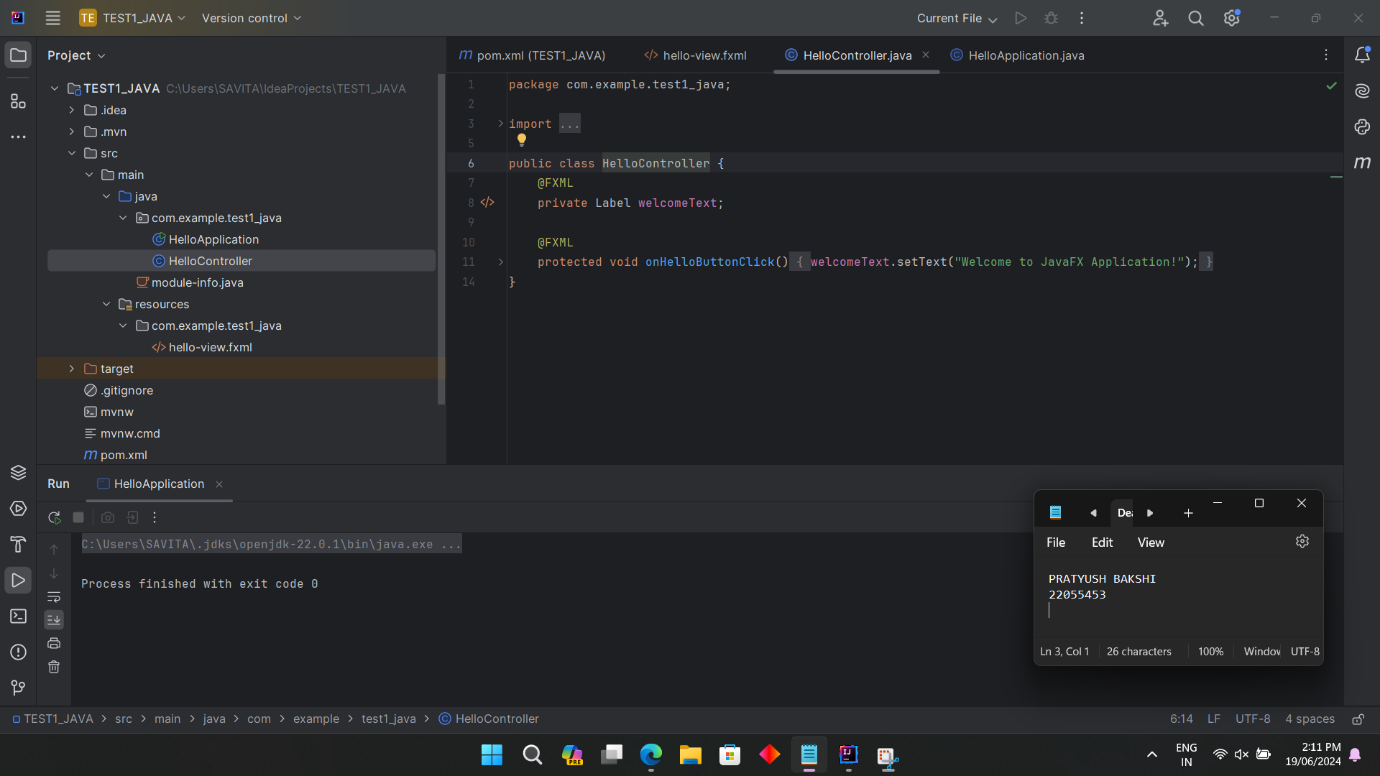 TE TEST1_JAVA Version control Current File
Project
pom.xml (TEST1_JAVA) hello-view.fxml HelloController.java HelloApplication.java
TEST1_JAVA C:\Users\SAVITA\IdeaProjects\TEST1_JAVA
.idea
.mvn
src
main
java
com.example.test1_java
HelloApplication
HelloController
module-info.java
resources
com.example.test1_java
hello-view.fxml
target
.gitignore
mvnw
mvnw.cmd
pom.xml
1 package com.example.test1_java;
2
3 import ...
5
6 public class HelloController {
7 @FXML
8 private Label welcomeText;
9
10 @FXML
11 protected void onHelloButtonClick() { welcomeText.setText("Welcome to JavaFX Application!"); }
14 }
Run HelloApplication
C:\Users\SAVITA\.jdks\openjdk-22.0.1\bin\java.exe ...
Process finished with exit code 0
Dea
File Edit View
PRATYUSH BAKSHI
22055453
Ln 3, Col 1 26 characters 100% Window UTF-8
TEST1_JAVA > src > main > java > com > example > test1_java > HelloController
6:14 LF UTF-8 4 spaces
PRE
ENG
IN
2:11 PM
19/06/2024